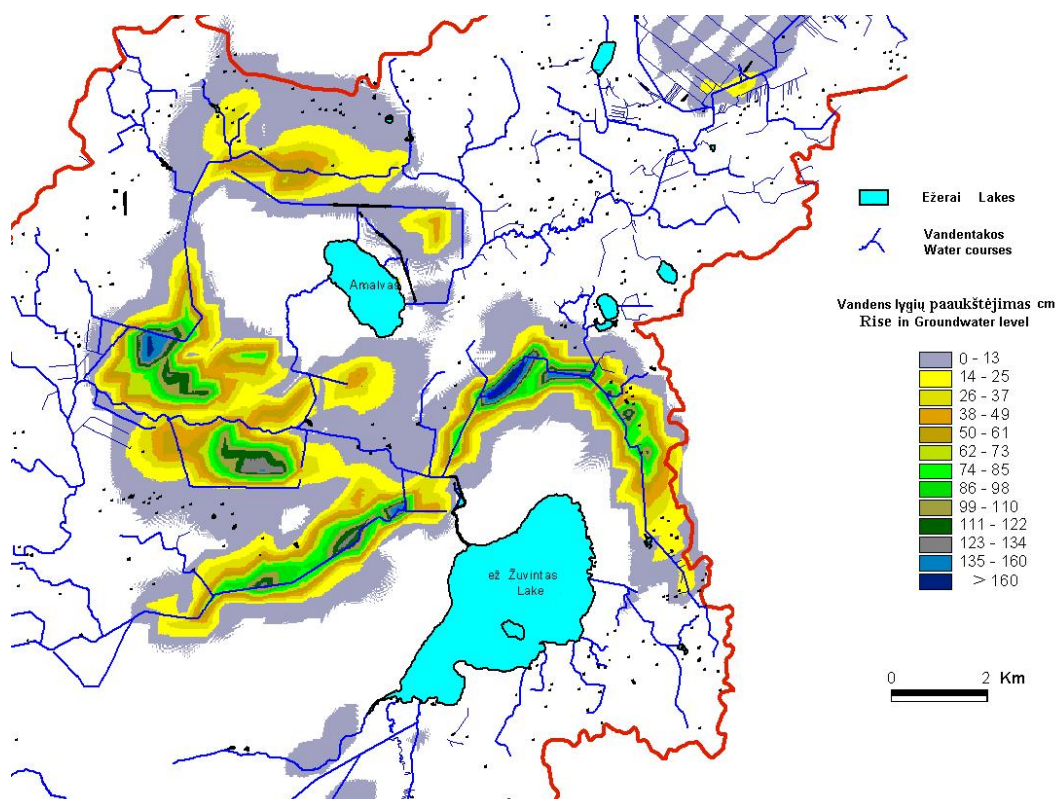 Amalvas
ež Žuvintas
Lake
Ežerai Lakes
Vandentakos
Water courses
Vandens lygių paaukštėjimas cm
Rise in Groundwater level
0 - 13
14 - 25
26 - 37
38 - 49
50 - 61
62 - 73
74 - 85
86 - 98
99 - 110
111 - 122
123 - 134
135 - 160
> 160
0 2 Km